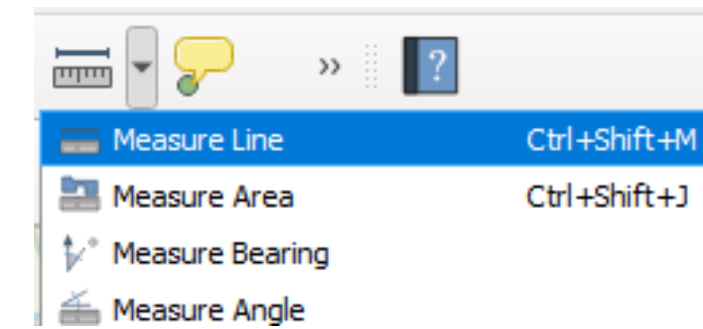 » ?
Measure Line Ctrl+Shift+M
Measure Area Ctrl+Shift+J
Measure Bearing
Measure Angle